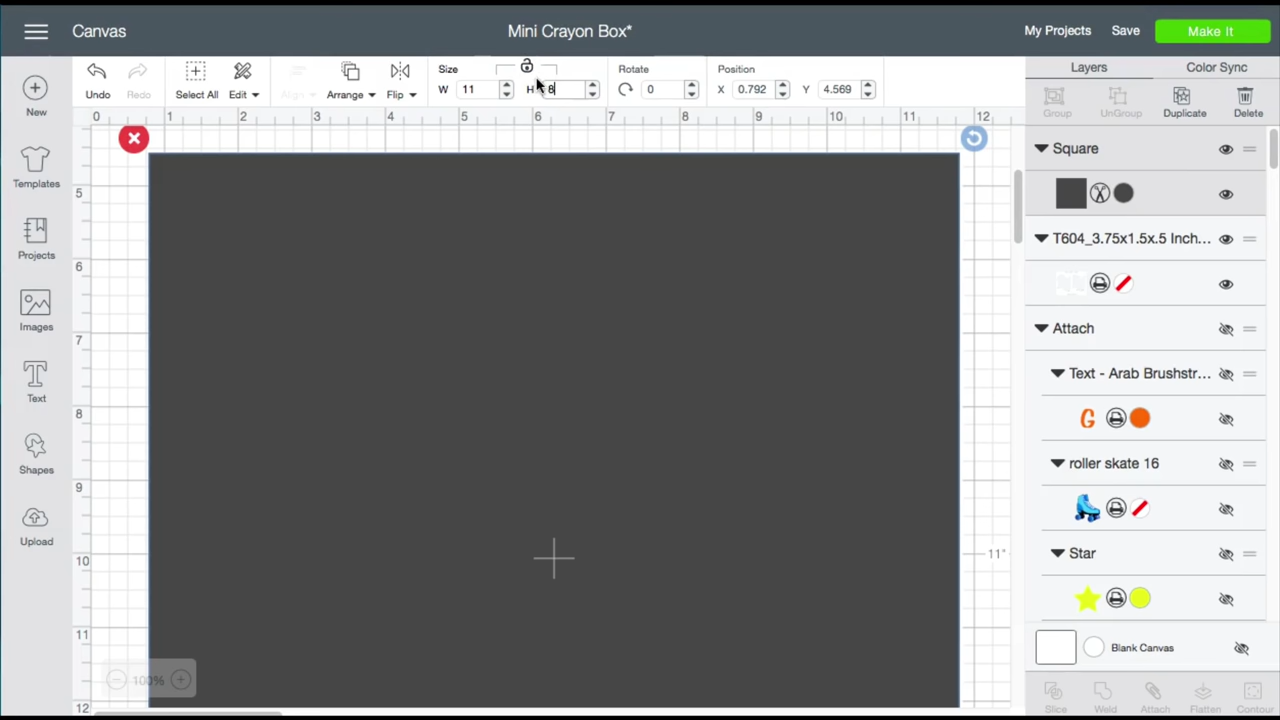 Canvas
Mini Crayon Box*
My Projects
Save
Make It
Undo
Redo
Select All
Edit
Align
Arrange
Flip
Size
W 11
H 8
Rotate
0
Position
X 0.792
Y 4.569
Layers
Color Sync
Group
UnGroup
Duplicate
Delete
New
Templates
Projects
Images
Text
Shapes
Upload
0 1 2 3 4 5 6 7 8 9 10 11 12
5
6
7
8
9
10
11
12
11"
100%
Square
T604_3.75x1.5x.5 Inch...
Attach
Text - Arab Brushstr...
G
roller skate 16
Star
Blank Canvas
Slice
Weld
Attach
Flatten
Contour